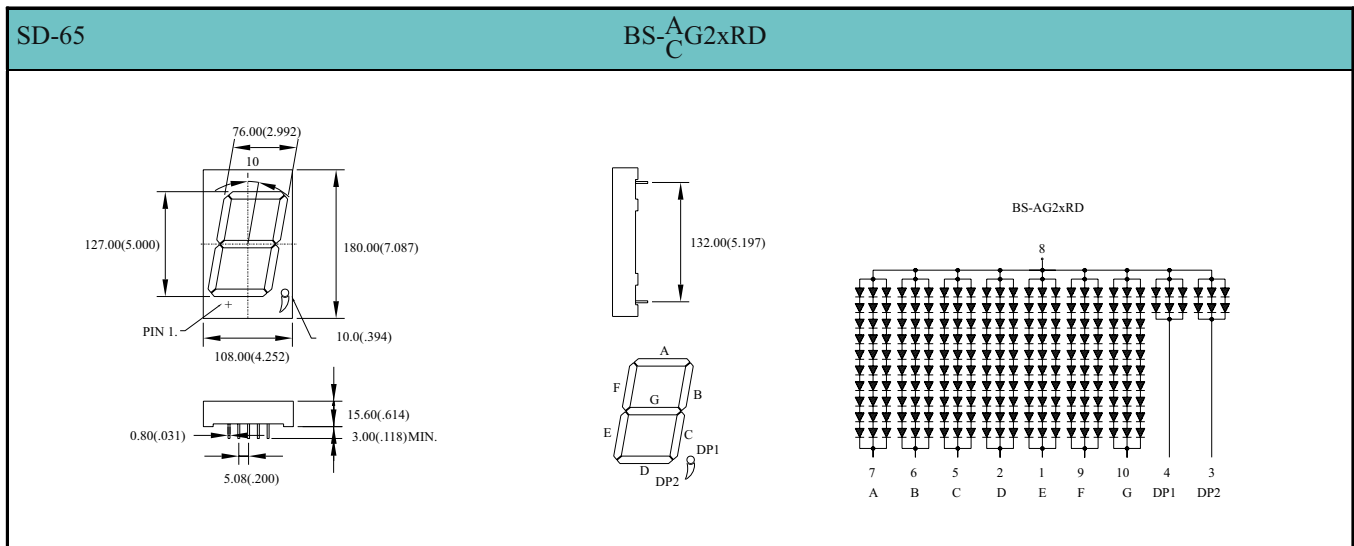 SD-65
BS-A/CG2xRD
76.00(2.992)
10
127.00(5.000)
180.00(7.087)
PIN 1.
+
10.0(.394)
108.00(4.252)
15.60(.614)
0.80(.031)
3.00(.118)MIN.
5.08(.200)
132.00(5.197)
A
F
B
G
E
C
DP1
D
DP2
BS-AG2xRD
8
7 6 5 2 1 9 10 4 3
A B C D E F G DP1 DP2